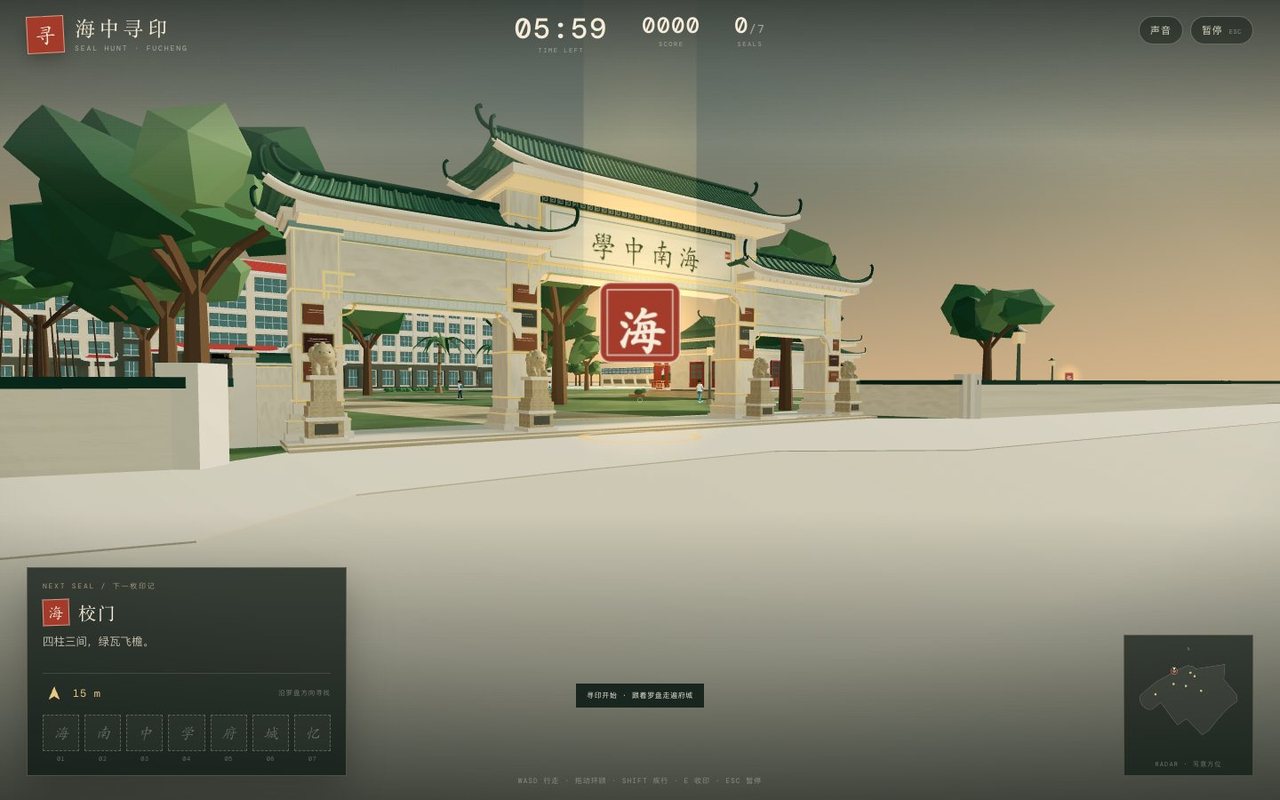 寻
海中寻印
SEAL HUNT · FUCHENG
05:59
TIME LEFT
0000
SCORE
0/7
SEALS
声音
暂停 ESC
學中南海
海
NEXT SEAL / 下一枚印记
海 校门
四柱三间，绿瓦飞檐。
15 m
沿罗盘方向寻找
海 南 中 学 府 城 忆
01 02 03 04 05 06 07
寻印开始 · 跟着罗盘走遍府城
WASD 行走 · 拖动环顾 · SHIFT 疾行 · E 收印 · ESC 暂停
RADAR · 写意方位